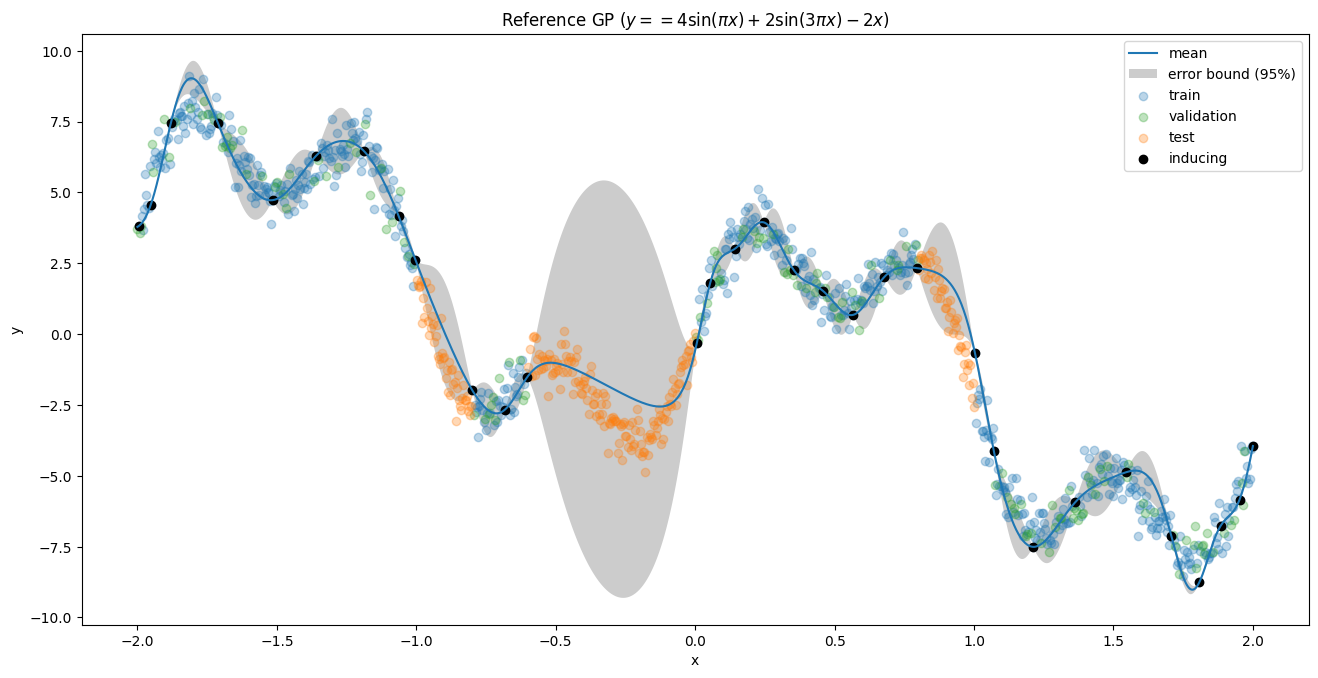 Reference GP (y = = 4sin(πx) + 2sin(3πx) − 2x)
mean
error bound (95%)
train
validation
test
inducing
y
10.0
7.5
5.0
2.5
0.0
−2.5
−5.0
−7.5
−10.0
−2.0 −1.5 −1.0 −0.5 0.0 0.5 1.0 1.5 2.0
x